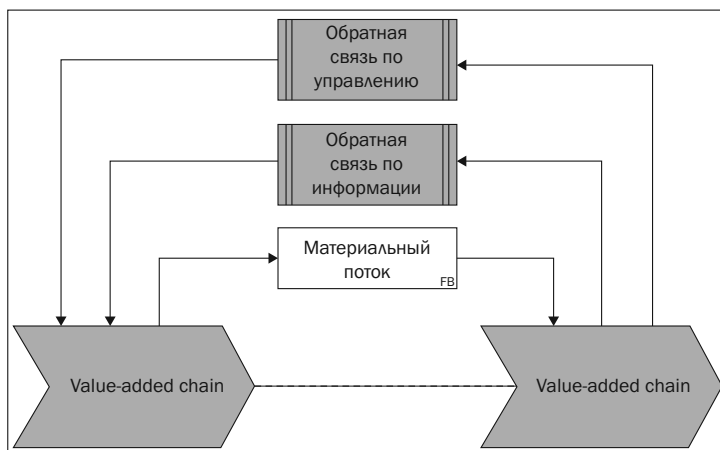 Обратная
связь по
управлению
Обратная
связь по
информации
Материальный
поток
FB
Value-added chain
Value-added chain